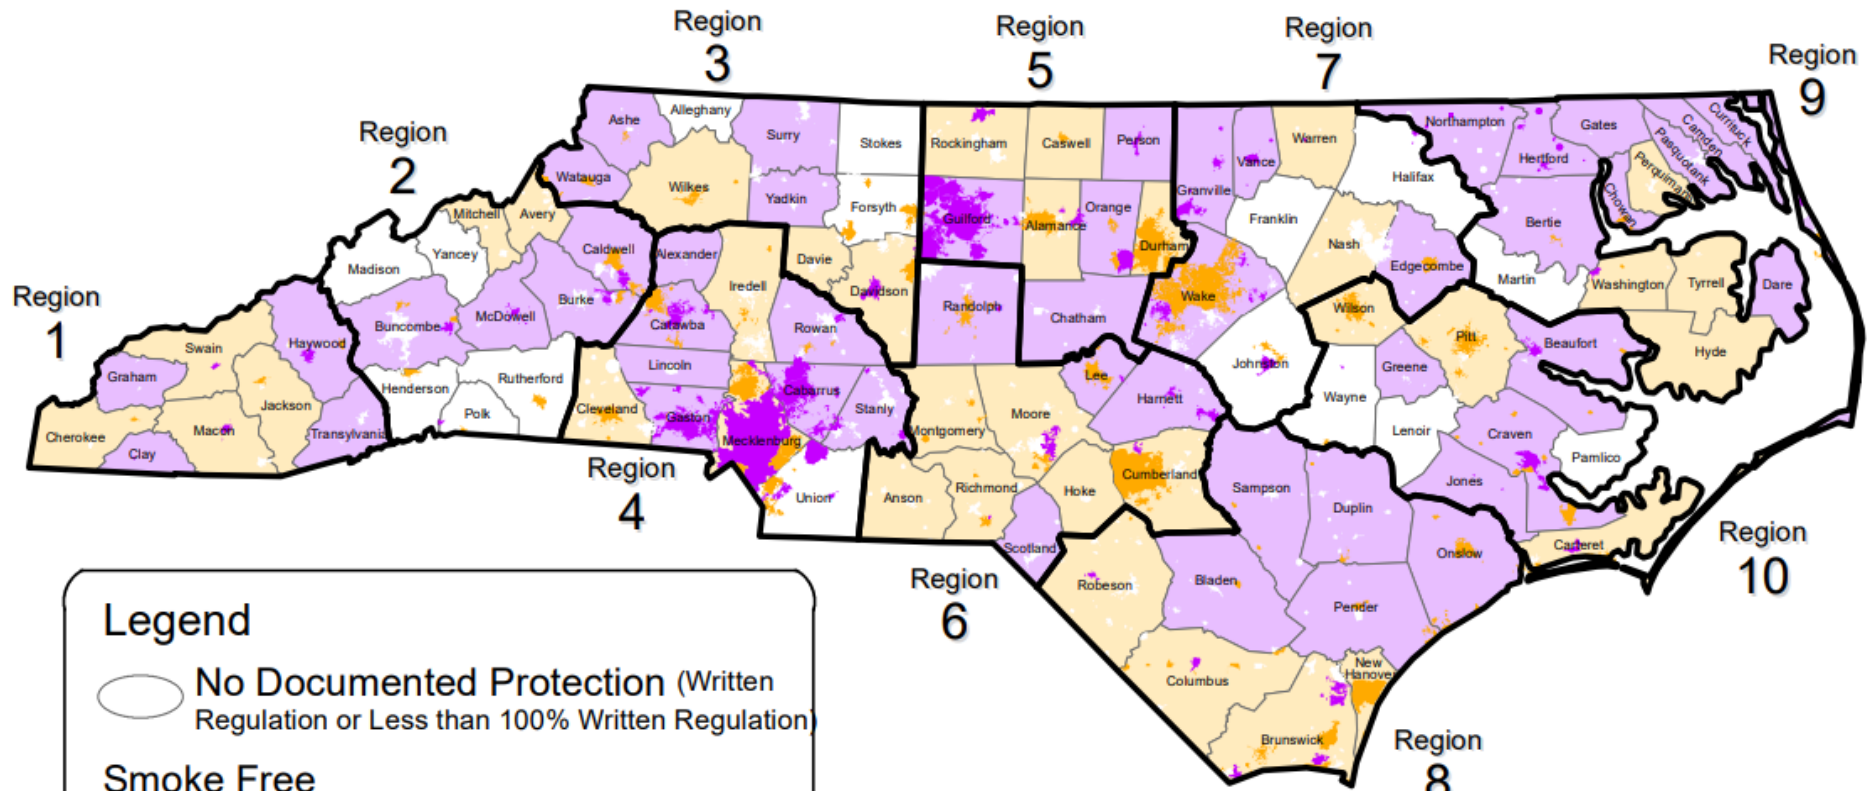 Region
3
Region
5
Region
7
Region
9
Region
2
Region
1
Ashe
Alleghany
Surry
Stokes
Rockingham
Caswell
Person
Granville
Vance
Warren
Northampton
Gates
Currituck
Camden
Pasquotank
Perquimans
Chowan
Hertford
Halifax
Watauga
Wilkes
Yadkin
Forsyth
Guilford
Alamance
Orange
Durham
Franklin
Nash
Edgecombe
Bertie
Martin
Mitchell
Avery
Caldwell
Alexander
Iredell
Davie
Davidson
Randolph
Chatham
Wake
Wilson
Washington
Tyrrell
Dare
Madison
Yancey
Burke
McDowell
Buncombe
Catawba
Rowan
Lincoln
Johnston
Pitt
Beaufort
Hyde
Swain
Haywood
Graham
Jackson
Macon
Cherokee
Clay
Transylvania
Henderson
Polk
Rutherford
Cleveland
Gaston
Mecklenburg
Cabarrus
Stanly
Union
Montgomery
Moore
Lee
Harnett
Wayne
Greene
Lenoir
Craven
Pamlico
Jones
Anson
Richmond
Hoke
Cumberland
Sampson
Duplin
Onslow
Carteret
Scotland
Robeson
Bladen
Pender
Columbus
New
Hanover
Brunswick
Region
4
Region
6
Region
8
Region
10
Legend
No Documented Protection (Written
Regulation or Less than 100% Written Regulation)
Smoke Free